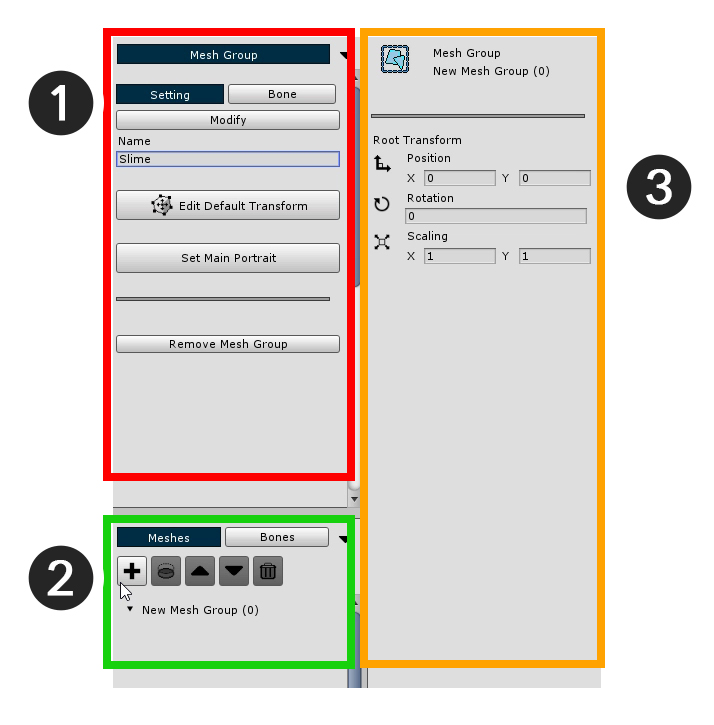 1
Mesh Group
Setting
Bone
Modify
Name
Slime
Edit Default Transform
Set Main Portrait
Remove Mesh Group
2
Meshes
Bones
New Mesh Group (0)
3
Mesh Group
New Mesh Group (0)
Root Transform
Position
X 0 Y 0
Rotation
0
Scaling
X 1 Y 1